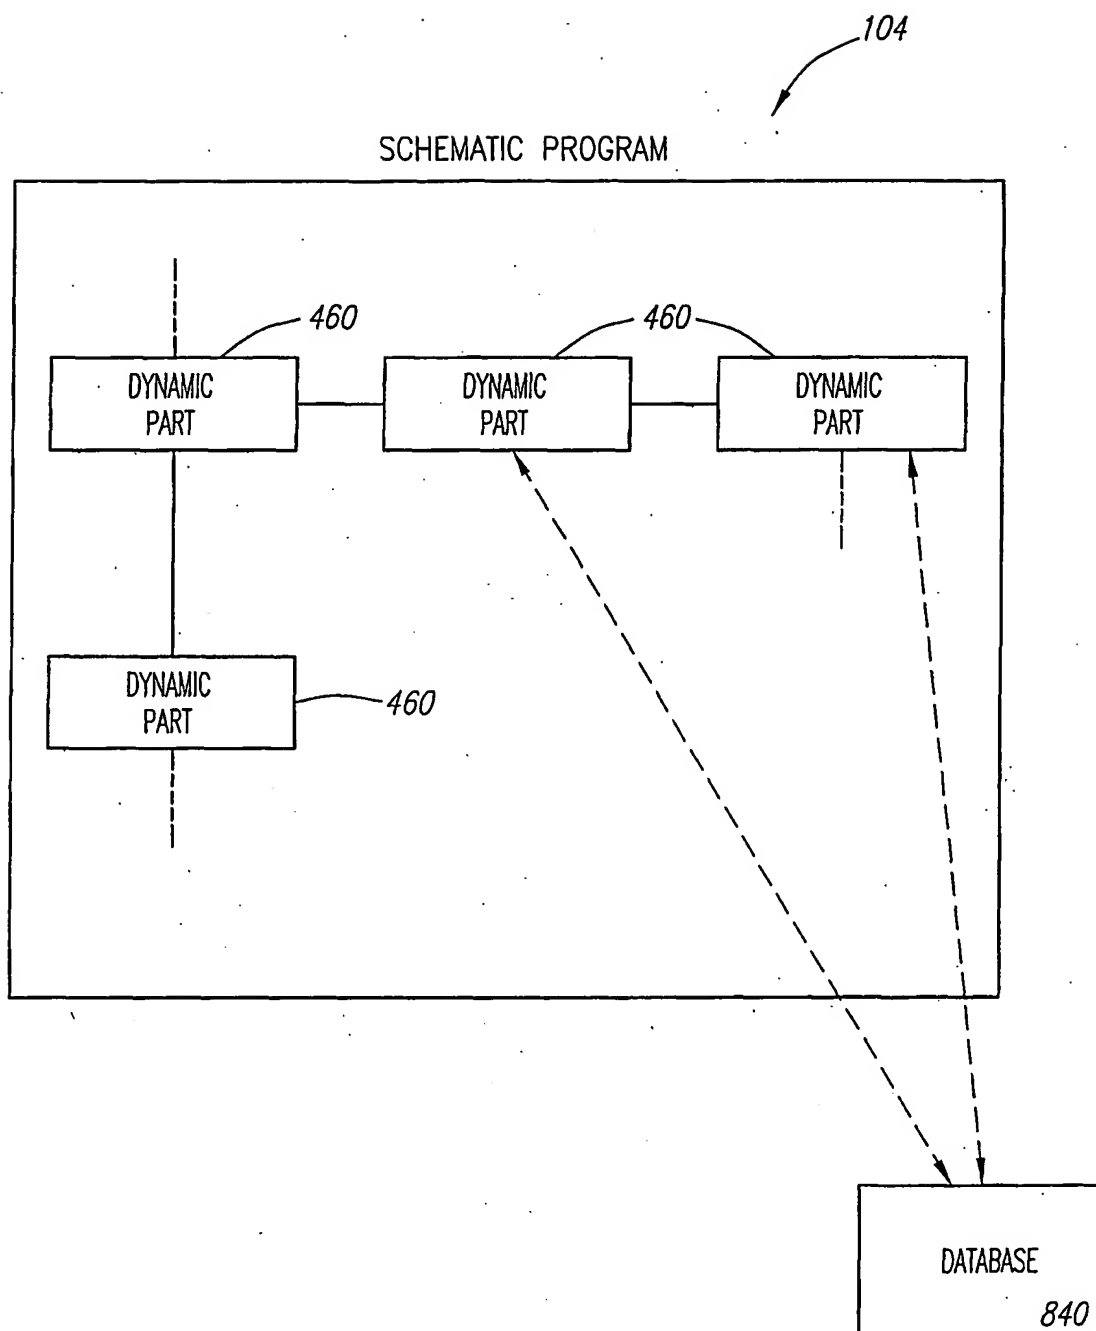 104
SCHEMATIC PROGRAM
460
460
DYNAMIC
PART
DYNAMIC
PART
DYNAMIC
PART
DYNAMIC
PART
460
DATABASE
840